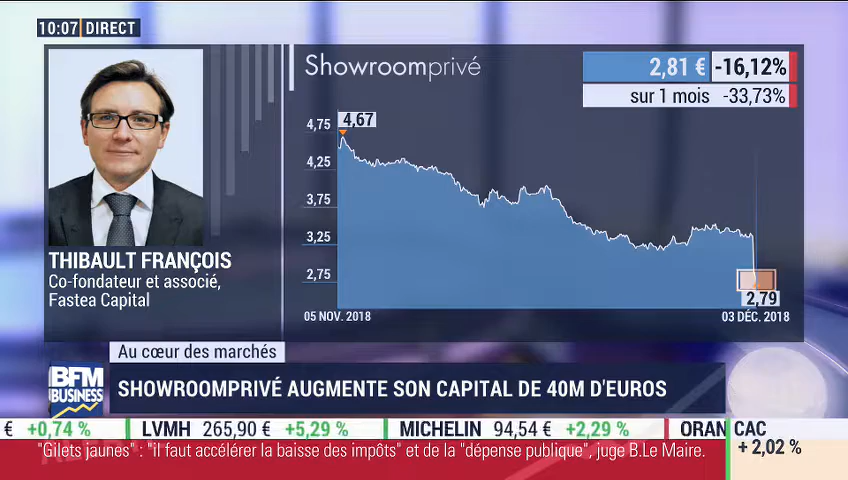 10:07 DIRECT
Showroomprivé
2,81 € -16,12%
sur 1 mois -33,73%
4,67
4,75
4,25
3,75
3,25
2,75
2,79
05 NOV. 2018
03 DÉC. 2018
THIBAULT FRANÇOIS
Co-fondateur et associé,
Fastea Capital
Au cœur des marchés
BFM
BUSINESS
SHOWROOMPRIVÉ AUGMENTE SON CAPITAL DE 40M D'EUROS
€ +0,74 % LVMH 265,90 € +5,29 % MICHELIN 94,54 € +2,29 % ORAN
CAC
+ 2,02 %
"Gilets jaunes" : "il faut accélérer la baisse des impôts" et de la "dépense publique", juge B.Le Maire.